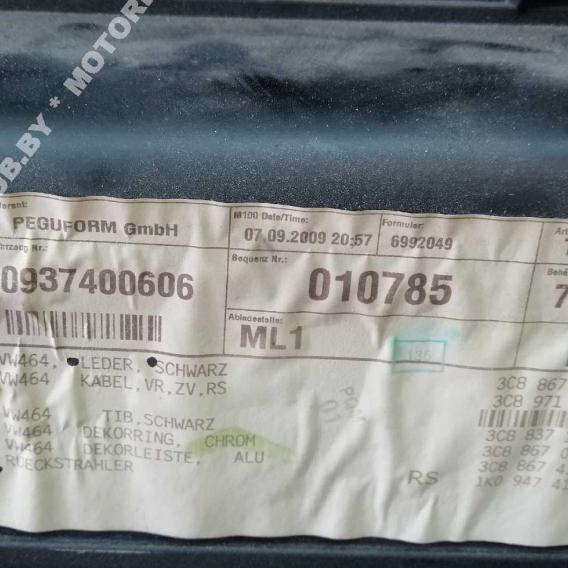 OB.BY * MOTOR
PEGUFORM GmbH
M100 Date/Time:
07.09.2009 20:57
Formular:
6992049
0937400606
Sequenz Nr.:
010785
Abladestelle:
ML1
135
VW464, LEDER, SCHWARZ
VW464 KABEL, VR, ZV, RS
VW464 TIB, SCHWARZ
VW464 DEKORRING, CHROM
VW464 DEKORLEISTE, ALU
RUECKSTRAHLER
RS
3C8 867
3C8 971
3C8 837
3C8 867
3C8 867
1K0 947